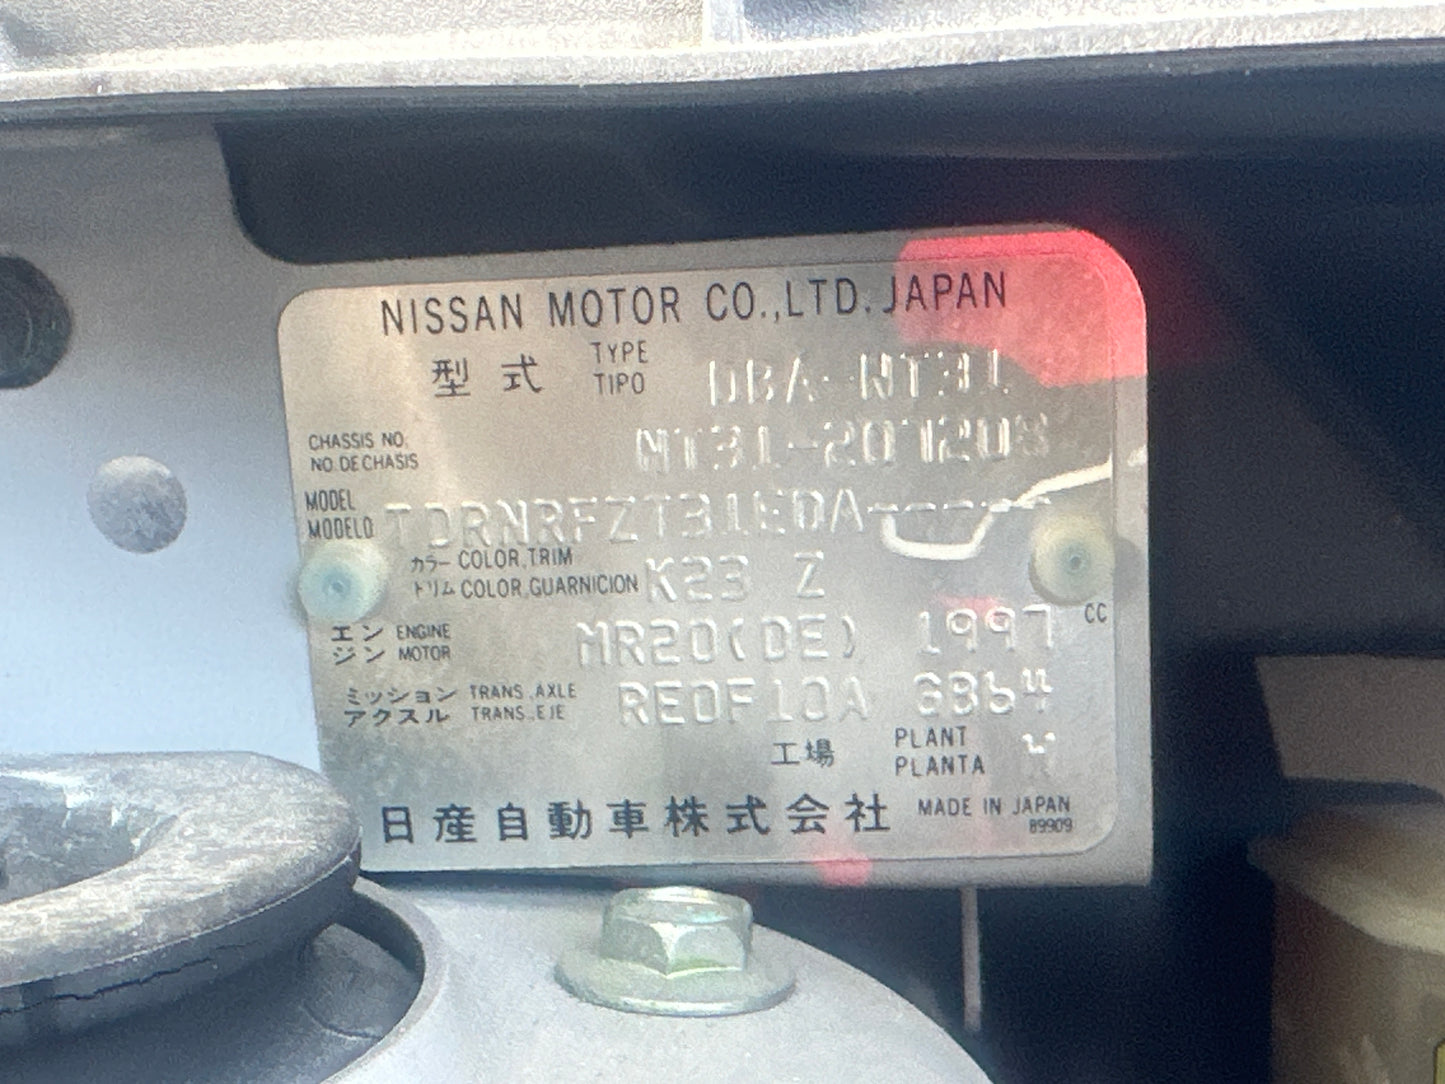 NISSAN MOTOR CO.,LTD. JAPAN
型式 TYPE DBA-NT31
TIPO
CHASSIS NO. NT31-207208
NO.DE CHASIS
MODEL TDRNRFZT31EDA-----
MODELO
カラー COLOR,TRIM K23 Z
トリム COLOR,GUARNICION
エン ENGINE MR20(DE) 1997 CC
ジン MOTOR
ミッション TRANS.,AXLE RE0F10A GB64
アクスル TRANS.,EJE
工場 PLANT
PLANTA
日産自動車株式会社 MADE IN JAPAN
89909